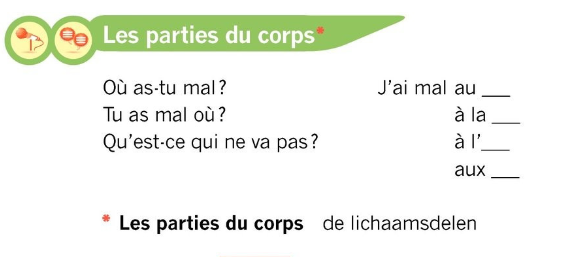 Les parties du corps*
Où as-tu mal? J'ai mal au ___
Tu as mal où? à la ___
Qu'est-ce qui ne va pas? à l'___
aux ___
* Les parties du corps de lichaamsdelen